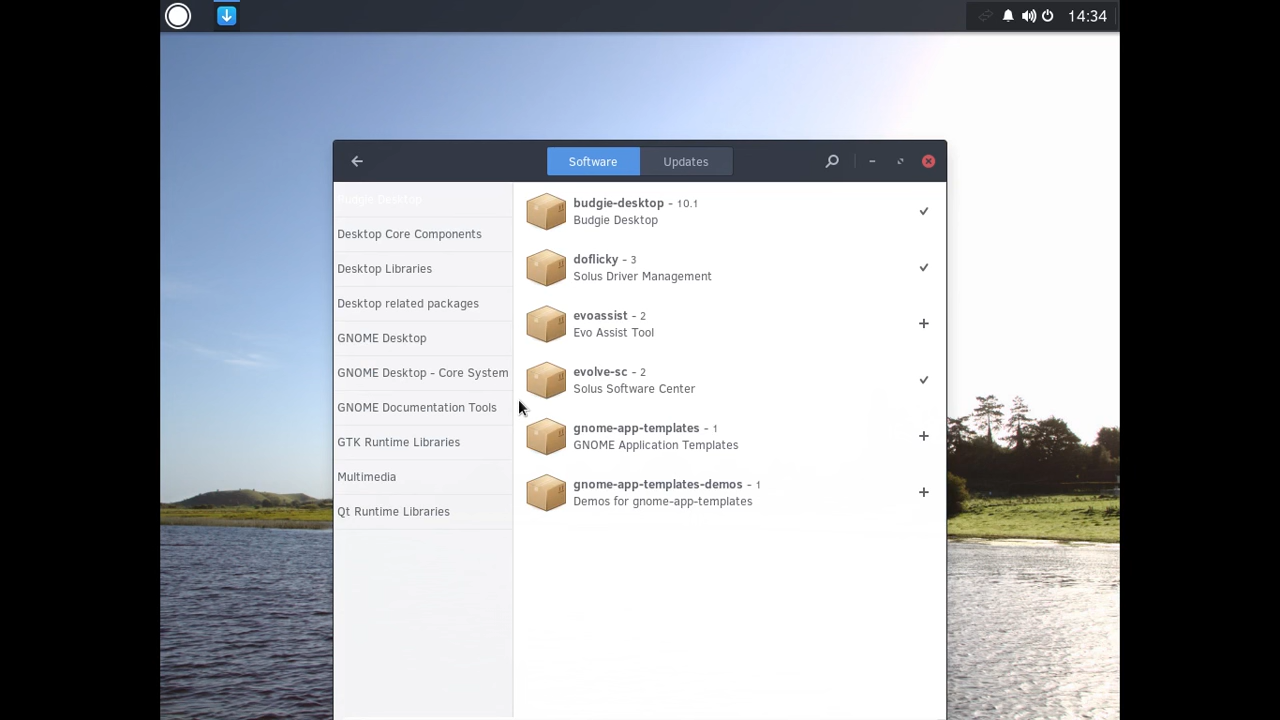 14:34
Software
Updates
Budgie Desktop
Desktop Core Components
Desktop Libraries
Desktop related packages
GNOME Desktop
GNOME Desktop - Core System
GNOME Documentation Tools
GTK Runtime Libraries
Multimedia
Qt Runtime Libraries
budgie-desktop - 10.1
Budgie Desktop
doflicky - 3
Solus Driver Management
evoassist - 2
Evo Assist Tool
evolve-sc - 2
Solus Software Center
gnome-app-templates - 1
GNOME Application Templates
gnome-app-templates-demos - 1
Demos for gnome-app-templates